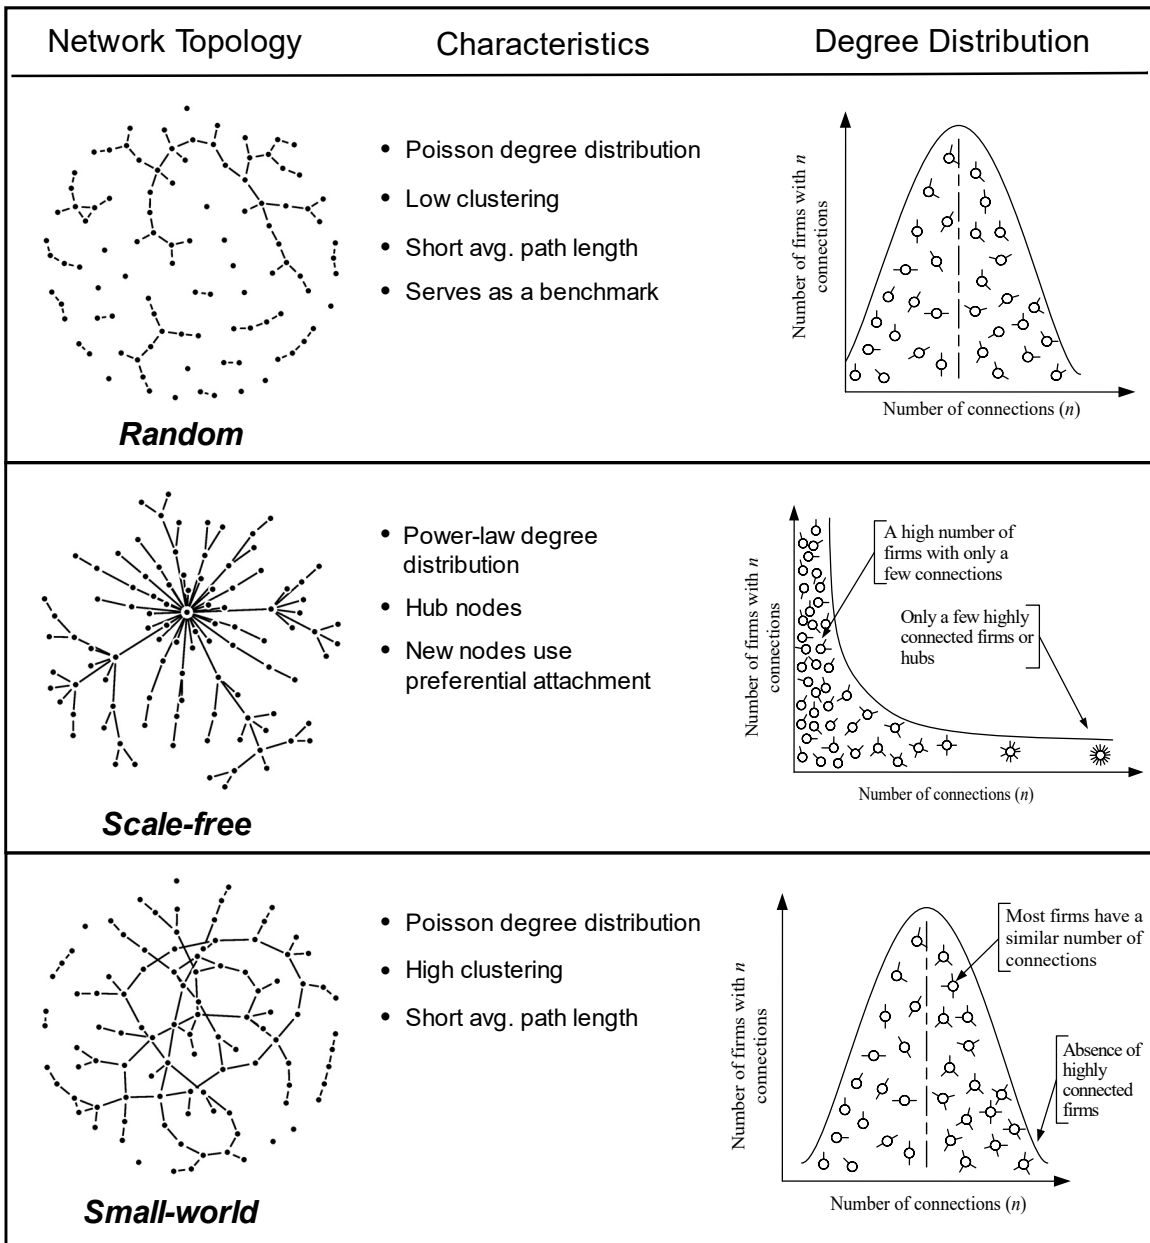 Network Topology
Characteristics
Degree Distribution
• Poisson degree distribution
• Low clustering
• Short avg. path length
• Serves as a benchmark
Random
Number of firms with n
connections
Number of connections (n)
• Power-law degree
distribution
• Hub nodes
• New nodes use
preferential attachment
Scale-free
Number of firms with n
connections
A high number of
firms with only a
few connections
Only a few highly
connected firms or
hubs
Number of connections (n)
• Poisson degree distribution
• High clustering
• Short avg. path length
Small-world
Number of firms with n
connections
Most firms have a
similar number of
connections
Absence of
highly
connected
firms
Number of connections (n)